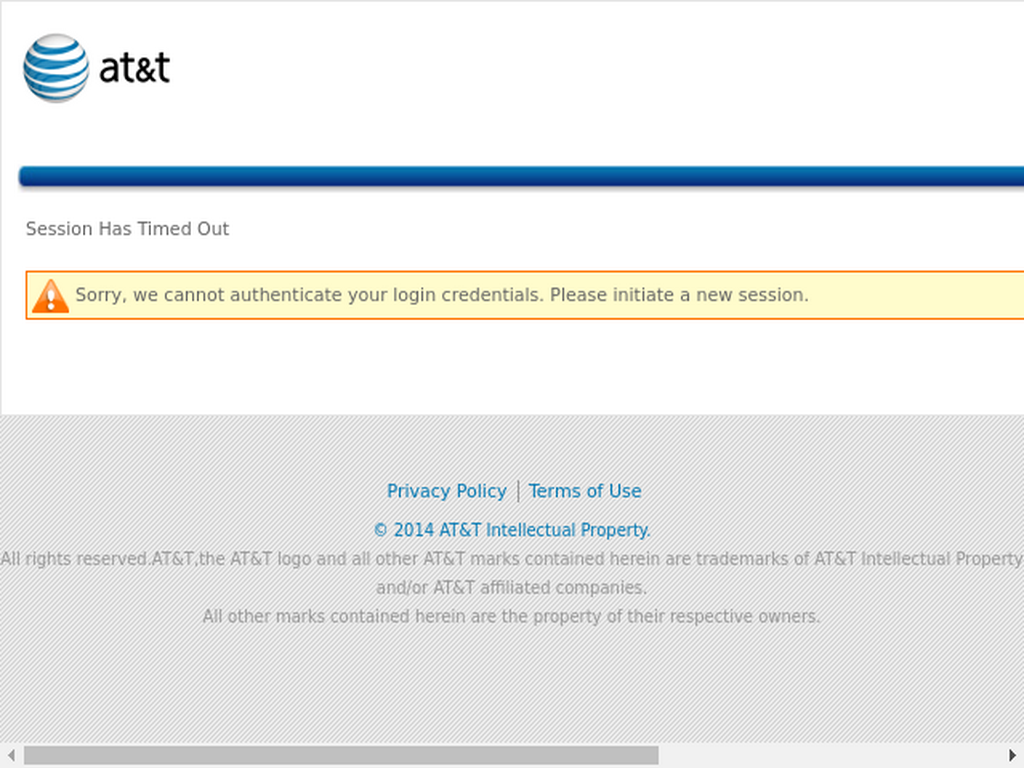 at&t
Session Has Timed Out
Sorry, we cannot authenticate your login credentials. Please initiate a new session.
Privacy Policy | Terms of Use
© 2014 AT&T Intellectual Property.
All rights reserved.AT&T,the AT&T logo and all other AT&T marks contained herein are trademarks of AT&T Intellectual Property
and/or AT&T affiliated companies.
All other marks contained herein are the property of their respective owners.